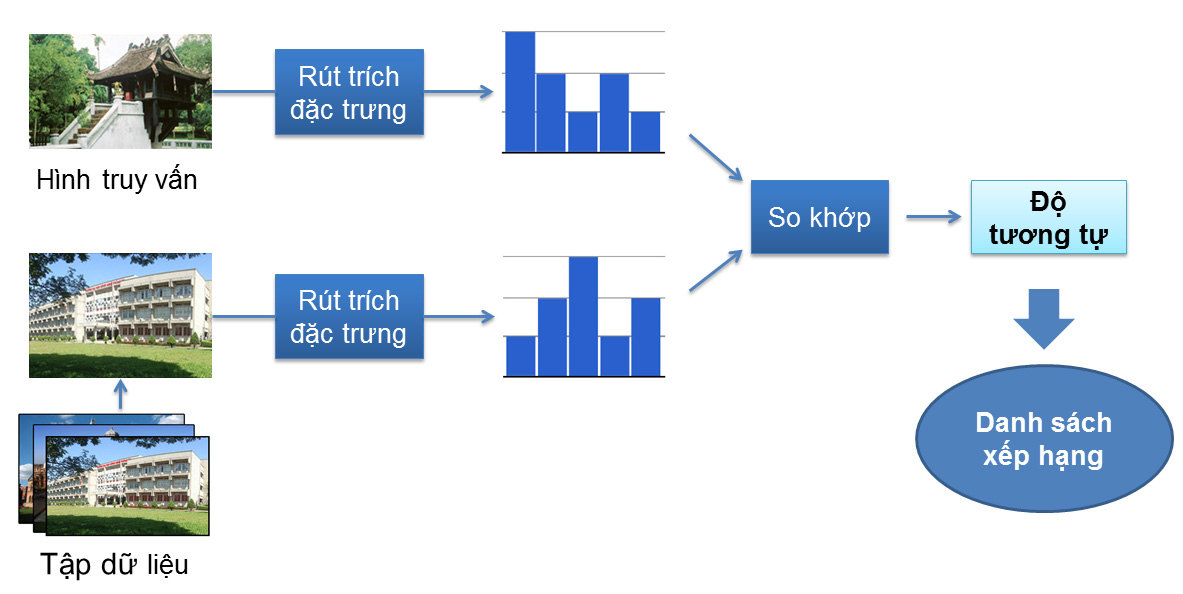 Rút trích
đặc trưng
Hình truy vấn
So khớp
Độ
tương tự
Rút trích
đặc trưng
Danh sách
xếp hạng
Tập dữ liệu